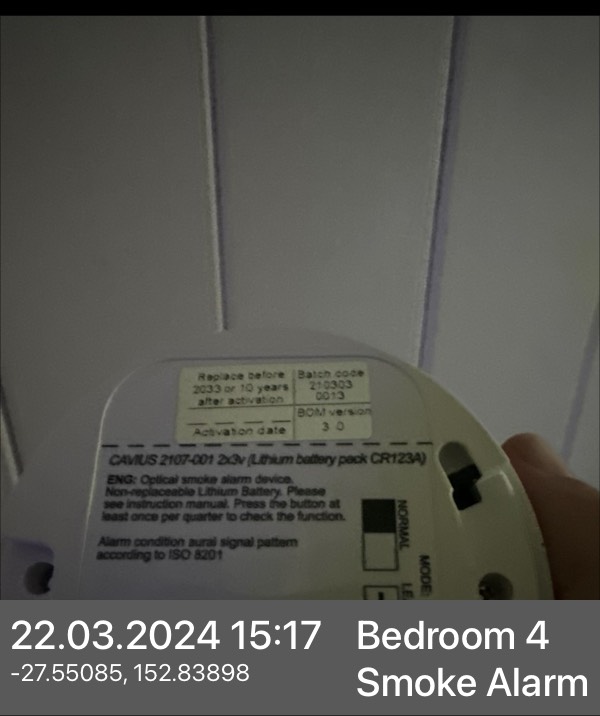 Replace before
2033 or 10 years
after activation
Batch code
210303
0013
Activation date
BOM version
3.0
CAVIUS 2107-001 2x3v (Lithium battery pack CR123A)
ENG: Optical smoke alarm device.
Non-replaceable Lithium Battery. Please
see instruction manual. Press the button at
least once per quarter to check the function.
Alarm condition aural signal pattern
according to ISO 8201
NORMAL
MODE
LE
22.03.2024 15:17
-27.55085, 152.83898
Bedroom 4
Smoke Alarm